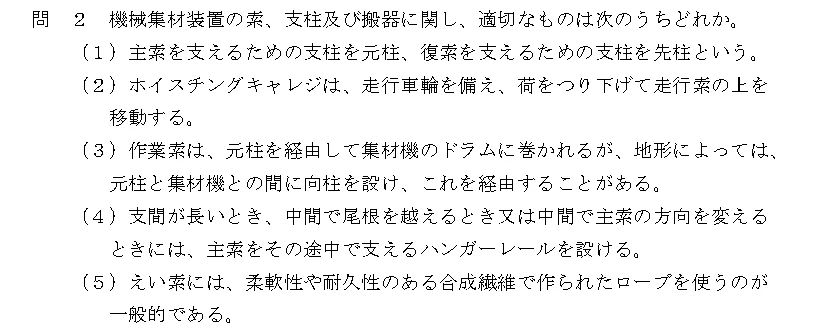 問　２　機械集材装置の索、支柱及び搬器に関し、適切なものは次のうちどれか。
（１）主索を支えるための支柱を元柱、復索を支えるための支柱を先柱という。
（２）ホイスチングキャレジは、走行車輪を備え、荷をつり下げて走行索の上を
移動する。
（３）作業索は、元柱を経由して集材機のドラムに巻かれるが、地形によっては、
元柱と集材機との間に向柱を設け、これを経由することがある。
（４）支間が長いとき、中間で尾根を越えるとき又は中間で主索の方向を変える
ときには、主索をその途中で支えるハンガーレールを設ける。
（５）えい索には、柔軟性や耐久性のある合成繊維で作られたロープを使うのが
一般的である。